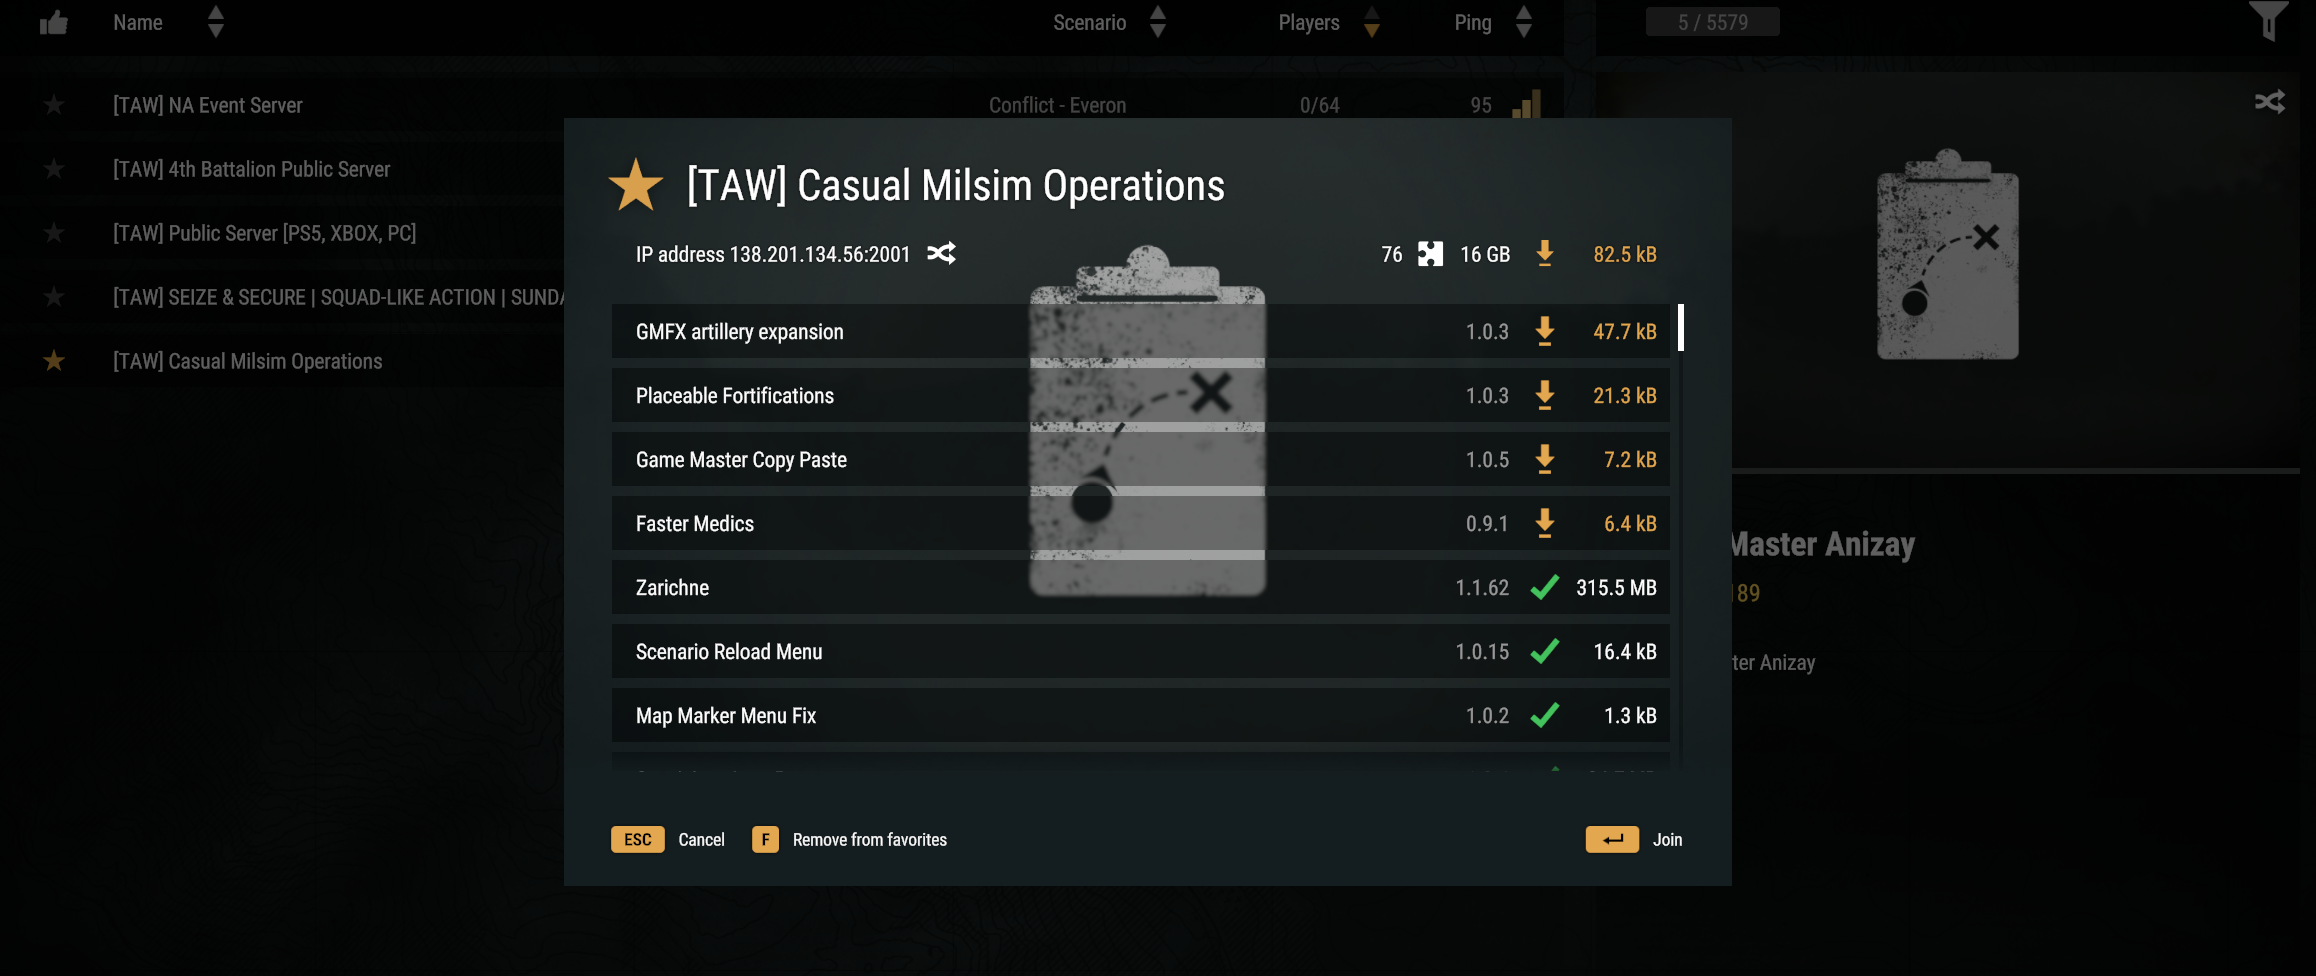 Name Scenario Players Ping 5 / 5579
[TAW] NA Event Server Conflict - Everon 0/64 95
[TAW] 4th Battalion Public Server
[TAW] Public Server [PS5, XBOX, PC]
[TAW] SEIZE & SECURE | SQUAD-LIKE ACTION |
[TAW] Casual Milsim Operations
[TAW] Casual Milsim Operations
IP address 138.201.134.56:2001 76 16 GB 82.5 kB
GMFX artillery expansion 1.0.3 47.7 kB
Placeable Fortifications 1.0.3 21.3 kB
Game Master Copy Paste 1.0.5 7.2 kB
Faster Medics 0.9.1 6.4 kB
Zarichne 1.1.62 315.5 MB
Scenario Reload Menu 1.0.15 16.4 kB
Map Marker Menu Fix 1.0.2 1.3 kB
ESC Cancel F Remove from favorites Join
Master Anizay
189
ter Anizay